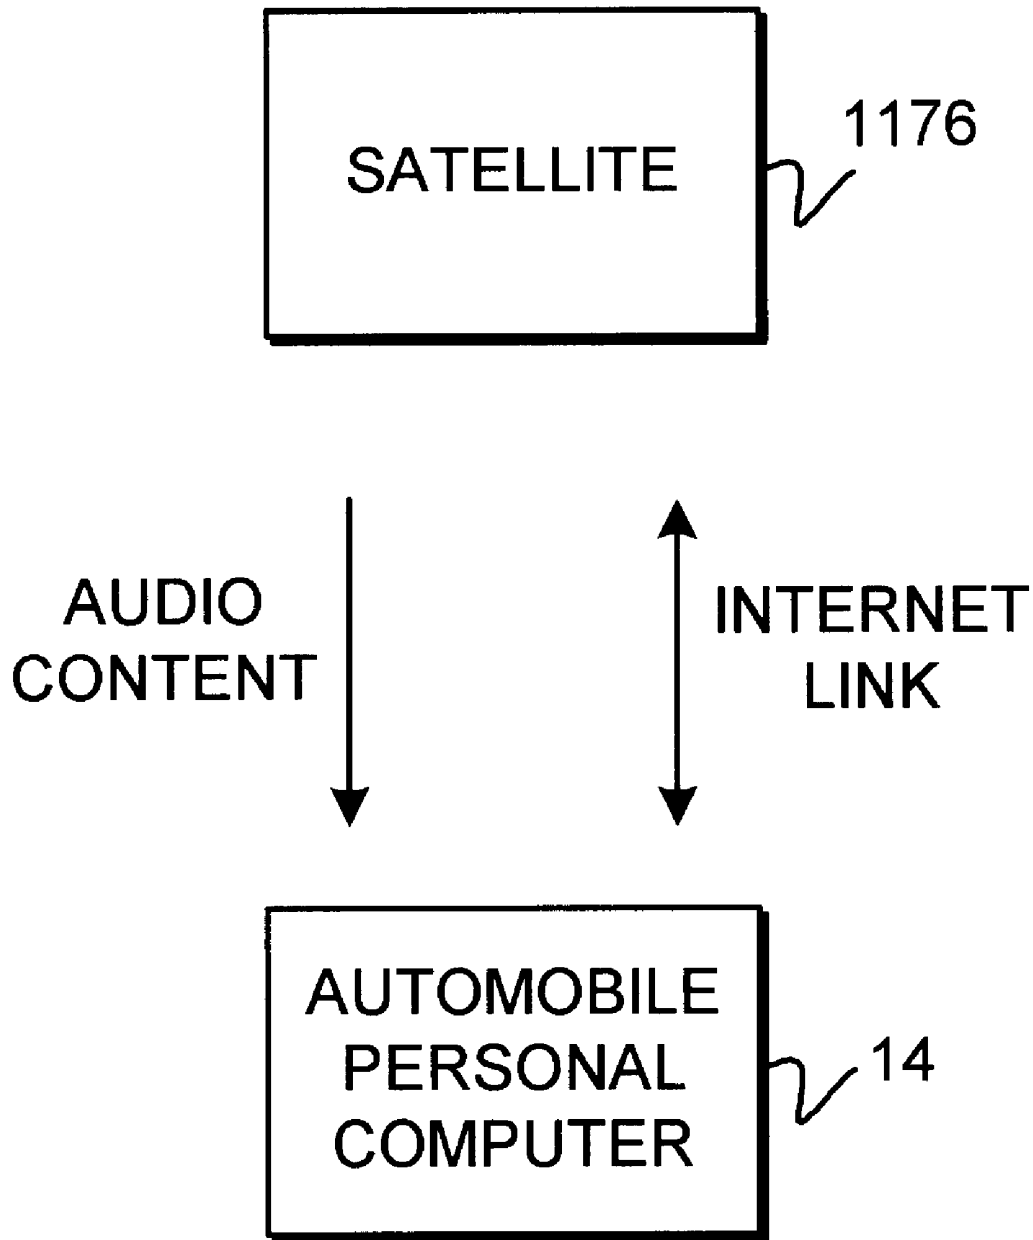 SATELLITE
1176
AUDIO
CONTENT
INTERNET
LINK
AUTOMOBILE
PERSONAL
COMPUTER
14